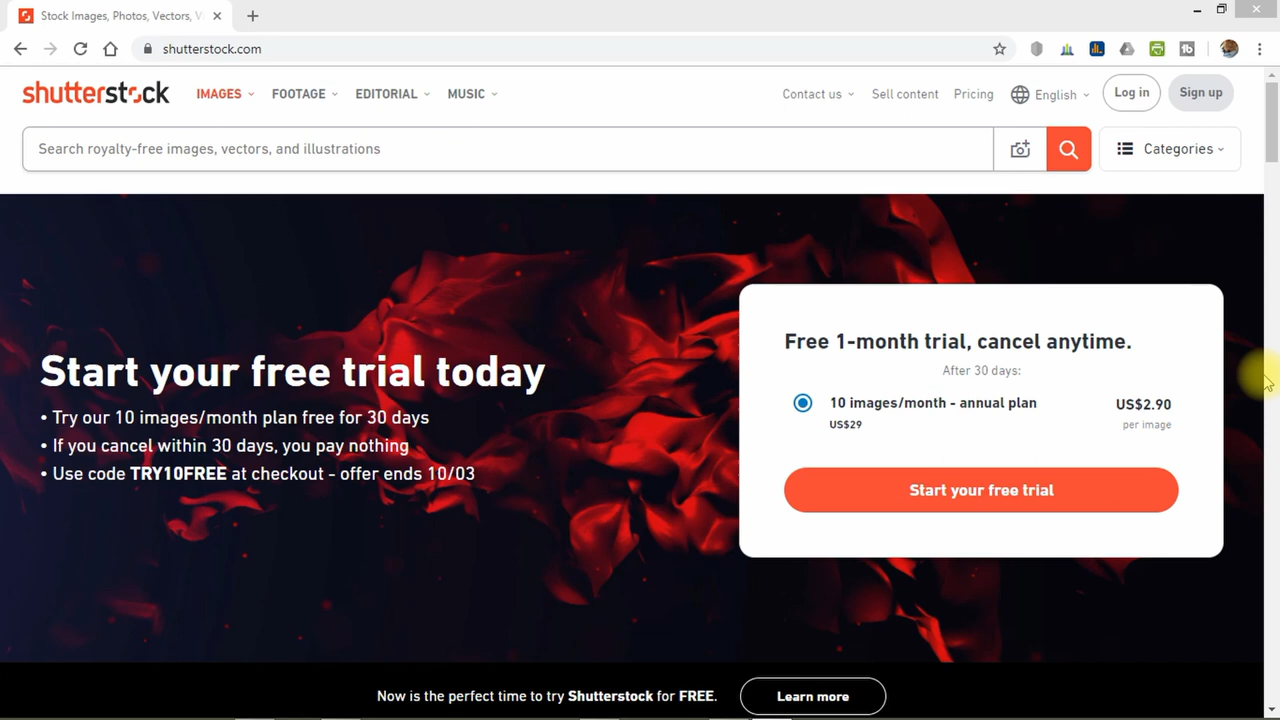 Stock Images, Photos, Vectors, V
shutterstock.com
shutterstock IMAGES FOOTAGE EDITORIAL MUSIC Contact us Sell content Pricing English Log in Sign up
Search royalty-free images, vectors, and illustrations Categories
Start your free trial today
• Try our 10 images/month plan free for 30 days
• If you cancel within 30 days, you pay nothing
• Use code TRY10FREE at checkout - offer ends 10/03
Free 1-month trial, cancel anytime.
After 30 days:
10 images/month - annual plan US$2.90
US$29 per image
Start your free trial
Now is the perfect time to try Shutterstock for FREE. Learn more